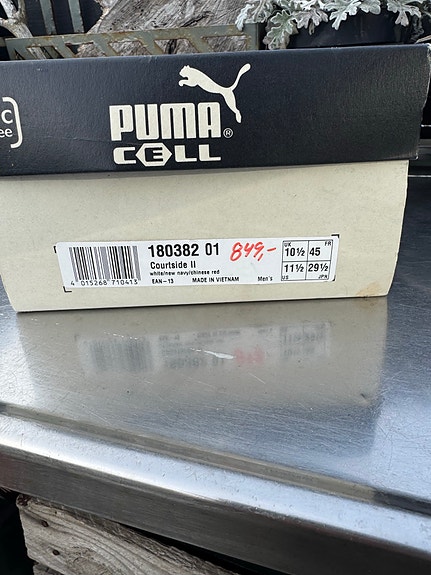 c
ee
PUMA®
CELL
180382 01
849,-
Courtside II
white/new navy/chinese red
4 015268 710413
EAN-13
MADE IN VIETNAM
Men's
UK
10½
FR
45
11½
US
29½
JPN